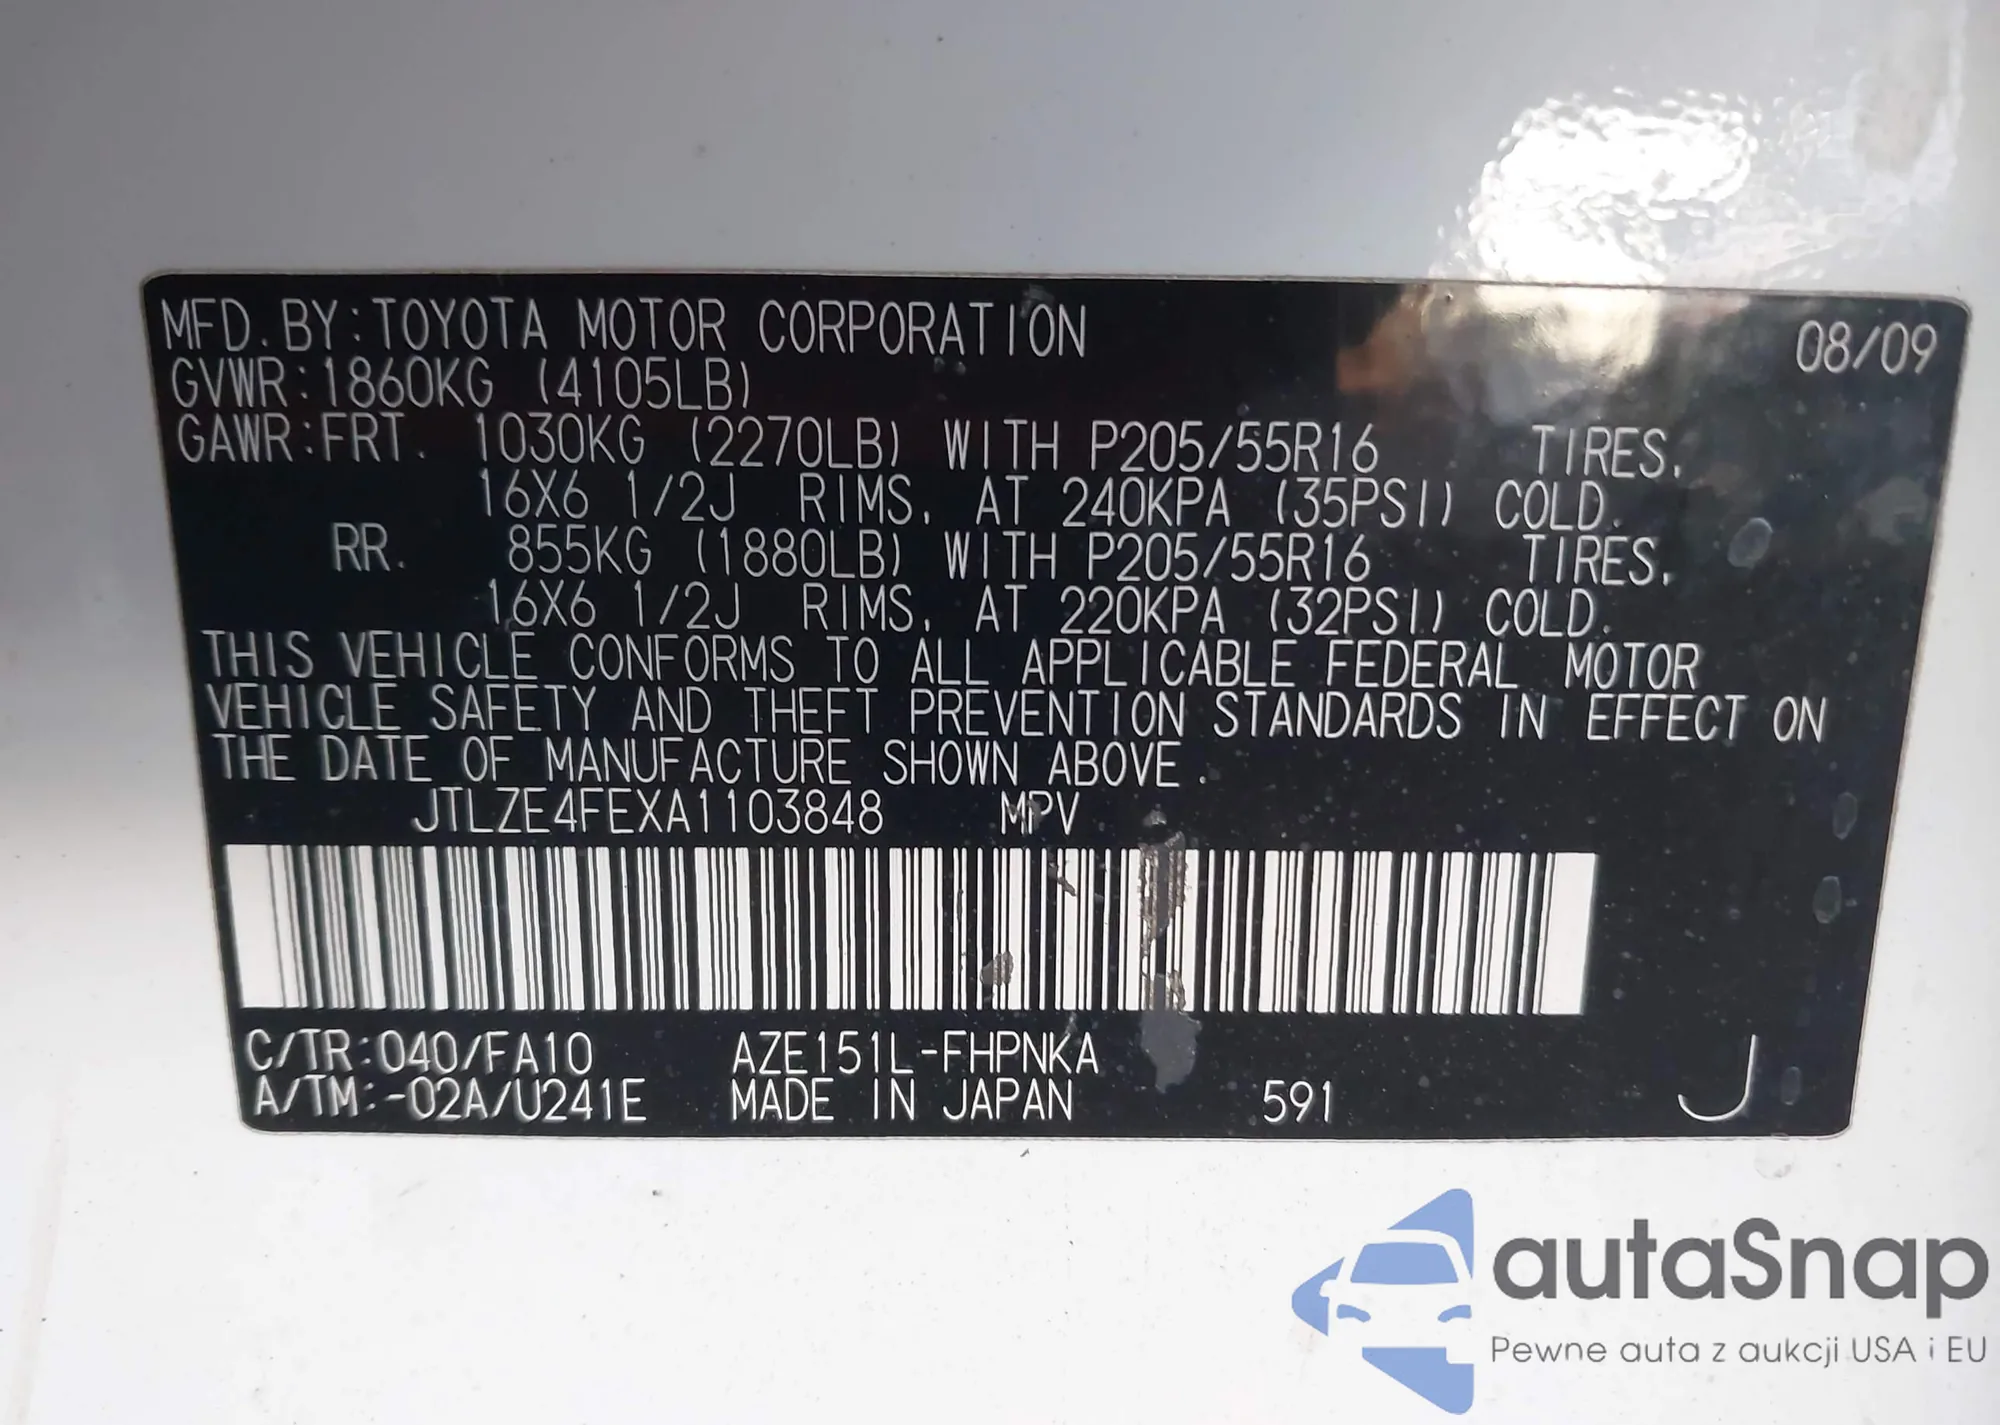 MFD. BY:TOYOTA MOTOR CORPORATION 08/09
GVWR:1860KG (4105LB)
GAWR:FRT. 1030KG (2270LB) WITH P205/55R16 TIRES,
16X6 1/2J RIMS, AT 240KPA (35PSI) COLD.
RR. 855KG (1880LB) WITH P205/55R16 TIRES,
16X6 1/2J RIMS, AT 220KPA (32PSI) COLD.
THIS VEHICLE CONFORMS TO ALL APPLICABLE FEDERAL MOTOR
VEHICLE SAFETY AND THEFT PREVENTION STANDARDS IN EFFECT ON
THE DATE OF MANUFACTURE SHOWN ABOVE.
JTLZE4FEXA1103848 MPV
C/TR:040/FA10 AZE151L-FHPNKA
A/TM:-02A/U241E MADE IN JAPAN 591 J
autaSnap
Pewne auta z aukcji USA i EU